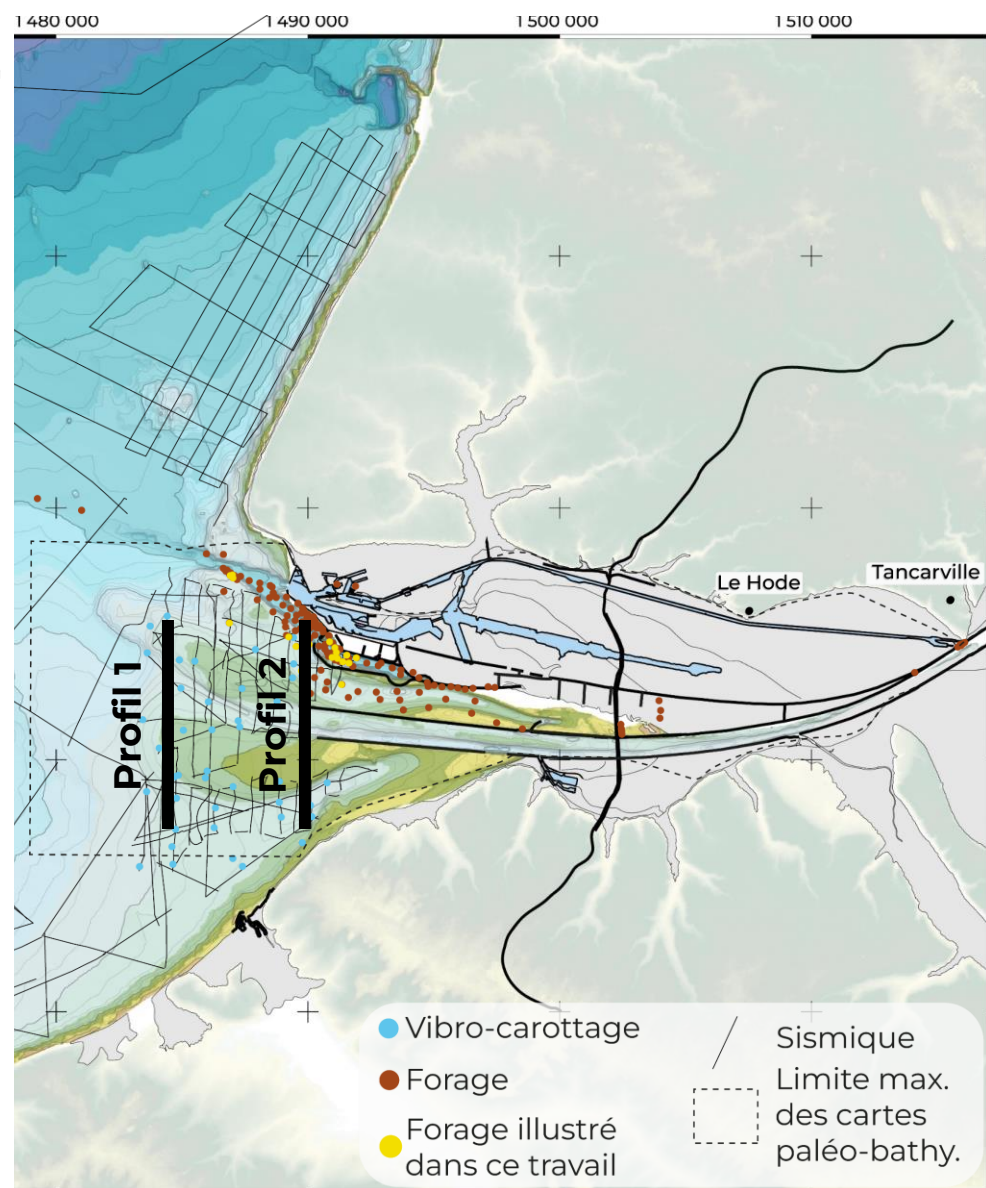 1 480 000
1 490 000
1 500 000
1 510 000
Le Hode
Tancarville
Profil 1
Profil 2
Vibro-carottage
Forage
Forage illustré
dans ce travail
Sismique
Limite max.
des cartes
paléo-bathy.